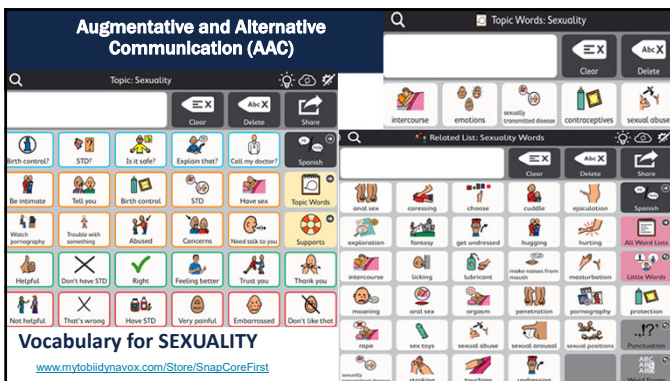 Augmentative and Alternative
Communication (AAC)
Topic: Sexuality
Clear
Delete
Share
Birth control?
STD?
Is it safe?
Explain that?
Call my doctor?
Spanish
Be intimate
Tell you
Birth control
STD
Have sex
Topic Words
Watch pornography
Trouble with something
Abused
Concerns
Need talk to you
Supports
Helpful
Don't have STD
Right
Feeling better
Trust you
Thank you
Not helpful
That's wrong
Have STD
Very painful
Embarrassed
Don't like that
Vocabulary for SEXUALITY
www.mytobiidynavox.com/Store/SnapCoreFirst
Topic Words: Sexuality
Clear
Abc X
Delete
intercourse
emotions
sexually transmitted disease
contraceptives
sexual abuse
Related List: Sexuality Words
Clear
Abc X
Delete
Share
anal sex
caressing
choose
cuddle
ejaculation
Spanish
exploration
fantasy
get undressed
hugging
hurting
All Word Lists
intercourse
licking
lubricant
make noises from mouth
masturbation
Little Words
moaning
oral sex
orgasm
penetration
pornography
protection
.,!?'
Punctuation
rape
sex toys
sexual abuse
sexual arousal
sexual positions
sexually
stroking
touching
undressed